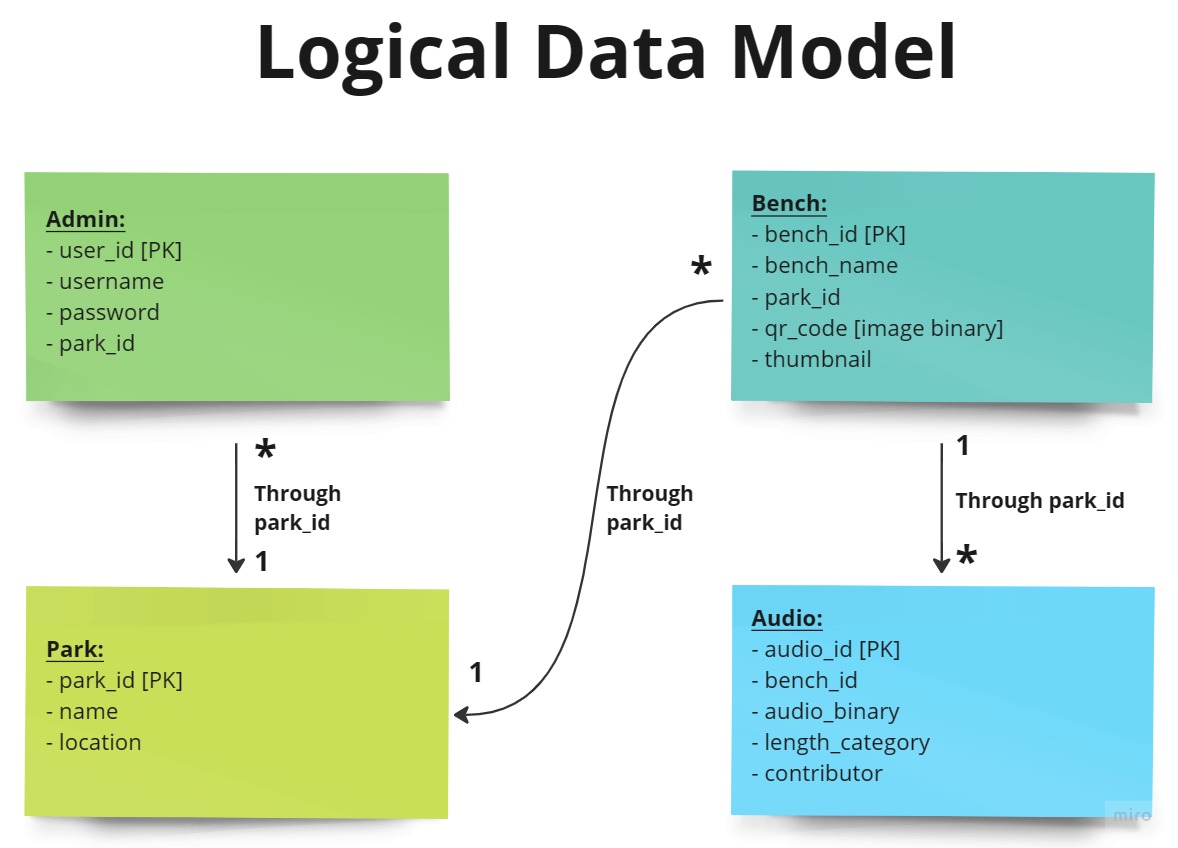 Logical Data Model
Admin:
- user_id [PK]
- username
- password
- park_id
Bench:
- bench_id [PK]
- bench_name
- park_id
- qr_code [image binary]
- thumbnail
*
*
Through
park_id
1
Through
park_id
1
1
Through park_id
*
Park:
- park_id [PK]
- name
- location
Audio:
- audio_id [PK]
- bench_id
- audio_binary
- length_category
- contributor
miro